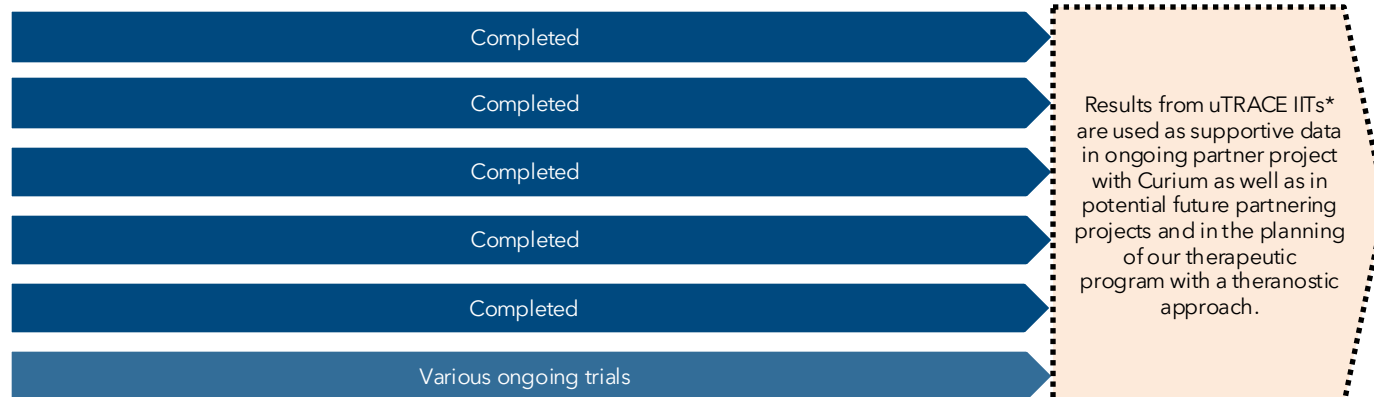 Completed
Completed
Completed
Completed
Completed
Various ongoing trials
Results from uTRACE IITs*
are used as supportive data
in ongoing partner project
with Curium as well as in
potential future partnering
projects and in the planning
of our therapeutic
program with a theranostic
approach.